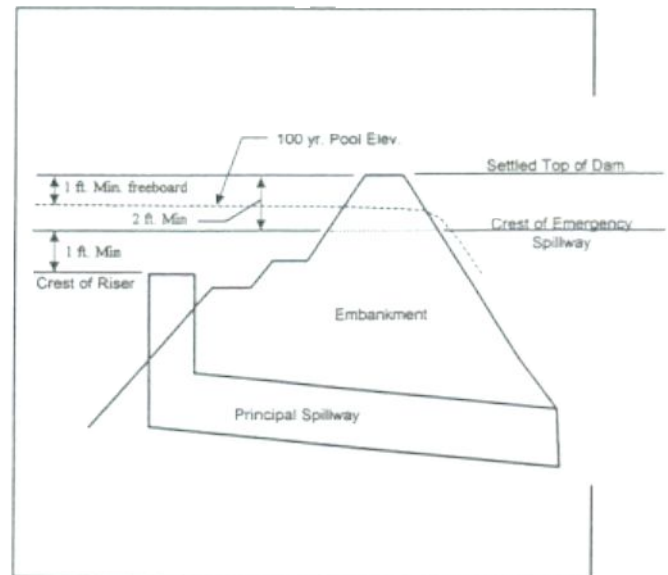 100 yr. Pool Elev.
Settled Top of Dam
1 ft. Min. freeboard
2 ft. Min
Crest of Emergency
Spillway
1 ft. Min
Crest of Riser
Embankment
Principal Spillway